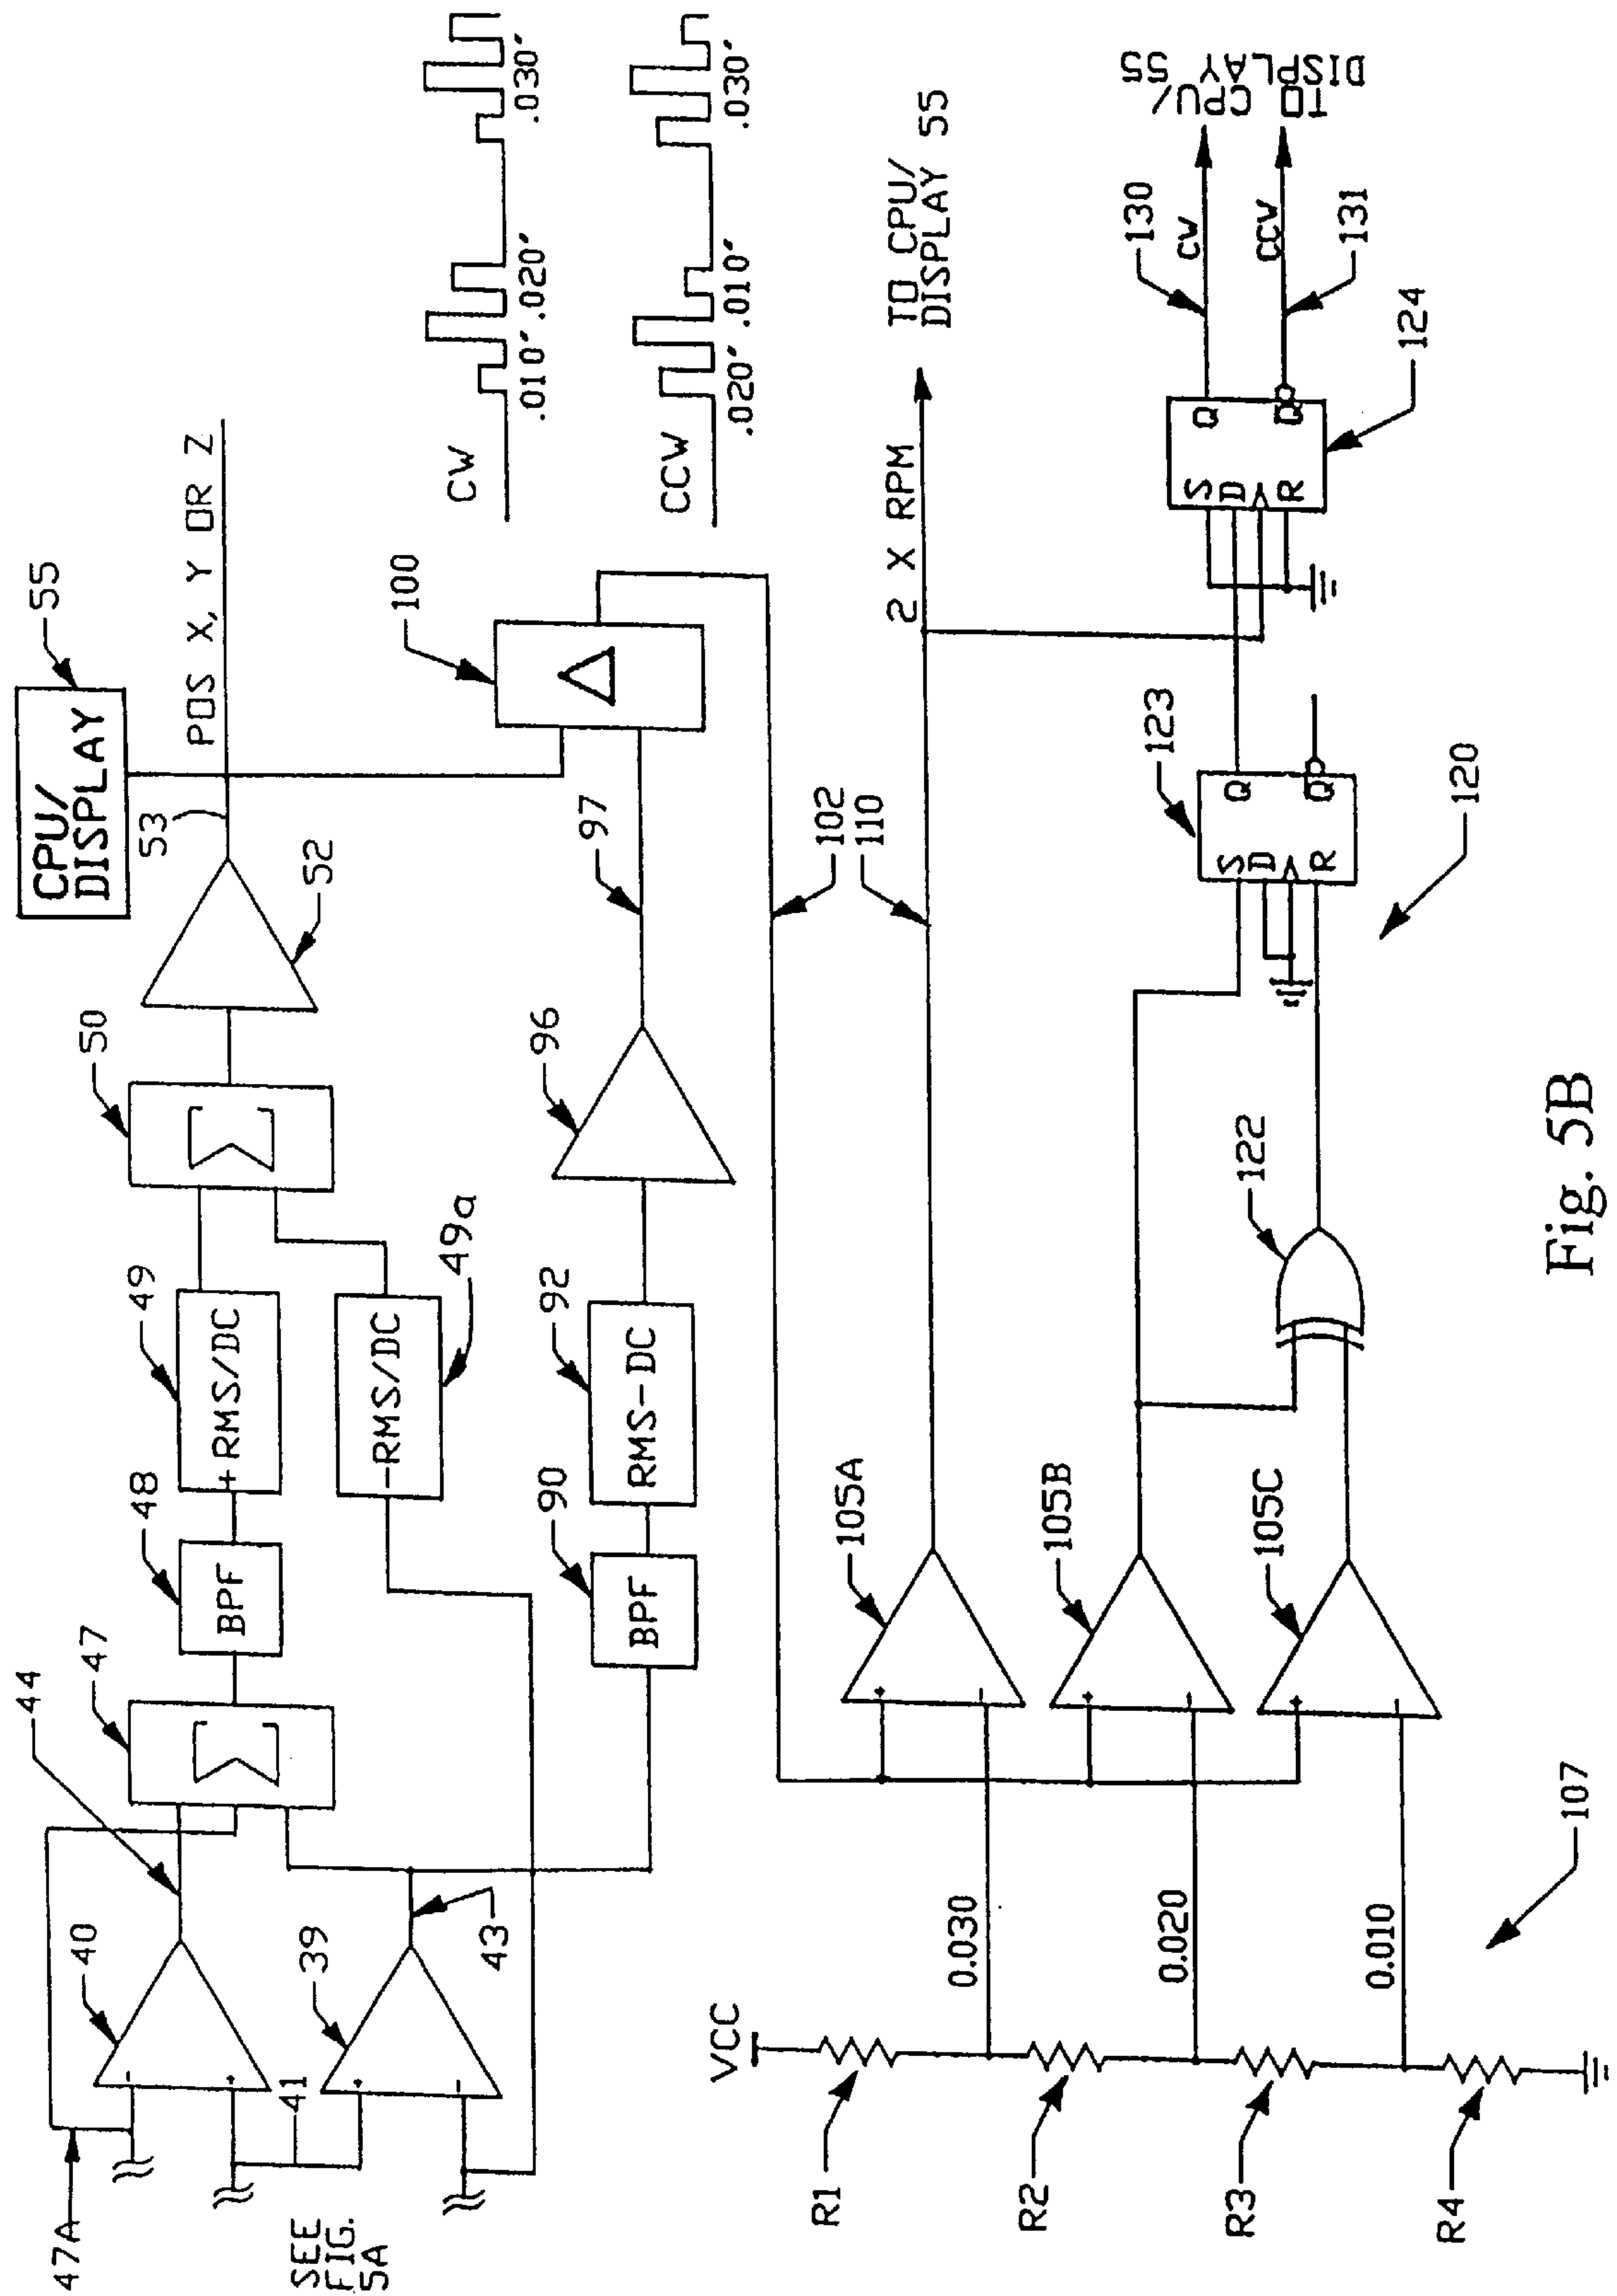 47A
SEE
FIG.
5A
40
41
39
44
43
47
48
BPF
49
+RMS/DC
-RMS/DC
49a
50
52
53
CPU/
DISPLAY
55
POS X, Y OR Z
90
BPF
92
RMS-DC
96
97
100
102
110
CW
.010"
.020"
.030"
CCW
.020"
.010"
.030"
VCC
R1
R2
R3
R4
0.030
0.020
0.010
107
105A
+
-
105B
+
-
105C
+
-
2 X RPM
TO CPU/
DISPLAY 55
122
123
S
D
R
Q
Q
120
124
S
D
R
Q
Q
130
CW
CCW
131
TO CPU/
DISPLAY 55
Fig. 5B